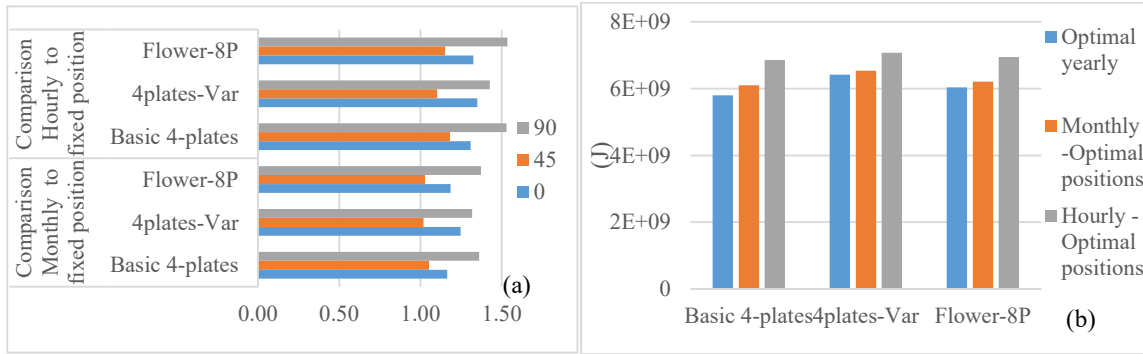 Comparison
Hourly to
fixed position
Flower-8P
4plates-Var
Basic 4-plates
Comparison
Monthly to
fixed position
Flower-8P
4plates-Var
Basic 4-plates
0.00 0.50 1.00 1.50
90
45
0
(a)
(J)
8E+09
6E+09
4E+09
2E+09
0
Basic 4-plates 4plates-Var Flower-8P
Optimal
yearly
Monthly
-Optimal
positions
Hourly -
Optimal
positions
(b)